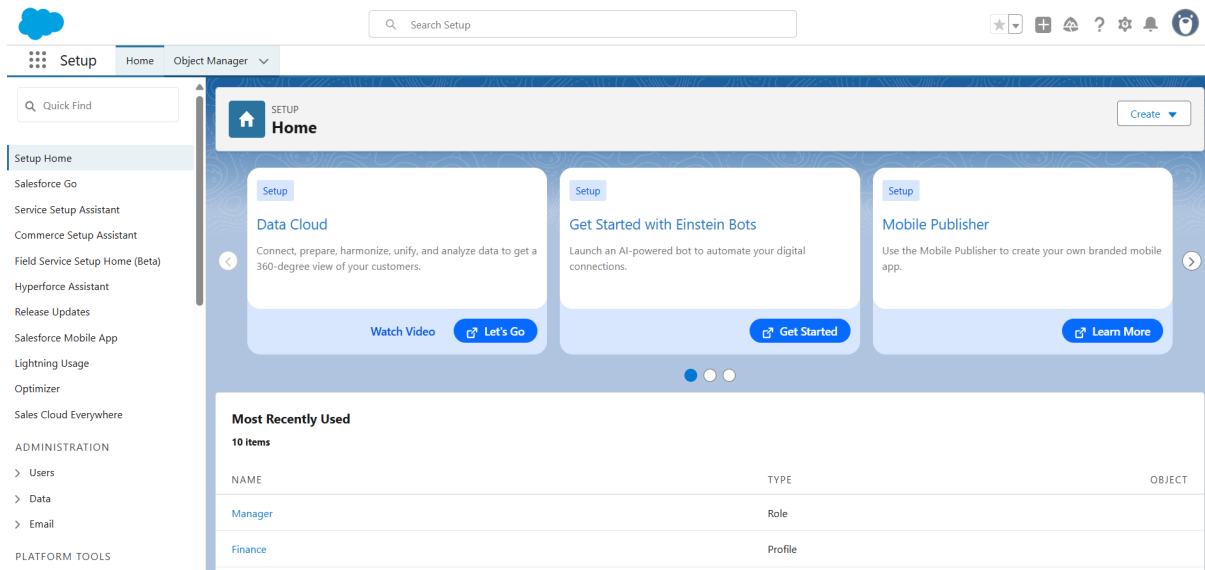 Search Setup
Setup
Home
Object Manager
Quick Find
Setup Home
Salesforce Go
Service Setup Assistant
Commerce Setup Assistant
Field Service Setup Home (Beta)
Hyperforce Assistant
Release Updates
Salesforce Mobile App
Lightning Usage
Optimizer
Sales Cloud Everywhere
ADMINISTRATION
Users
Data
Email
PLATFORM TOOLS
SETUP
Home
Create
Setup
Data Cloud
Connect, prepare, harmonize, unify, and analyze data to get a
360-degree view of your customers.
Watch Video
Let's Go
Setup
Get Started with Einstein Bots
Launch an AI-powered bot to automate your digital
connections.
Get Started
Setup
Mobile Publisher
Use the Mobile Publisher to create your own branded mobile
app.
Learn More
Most Recently Used
10 items
NAME TYPE OBJECT
Manager Role
Finance Profile